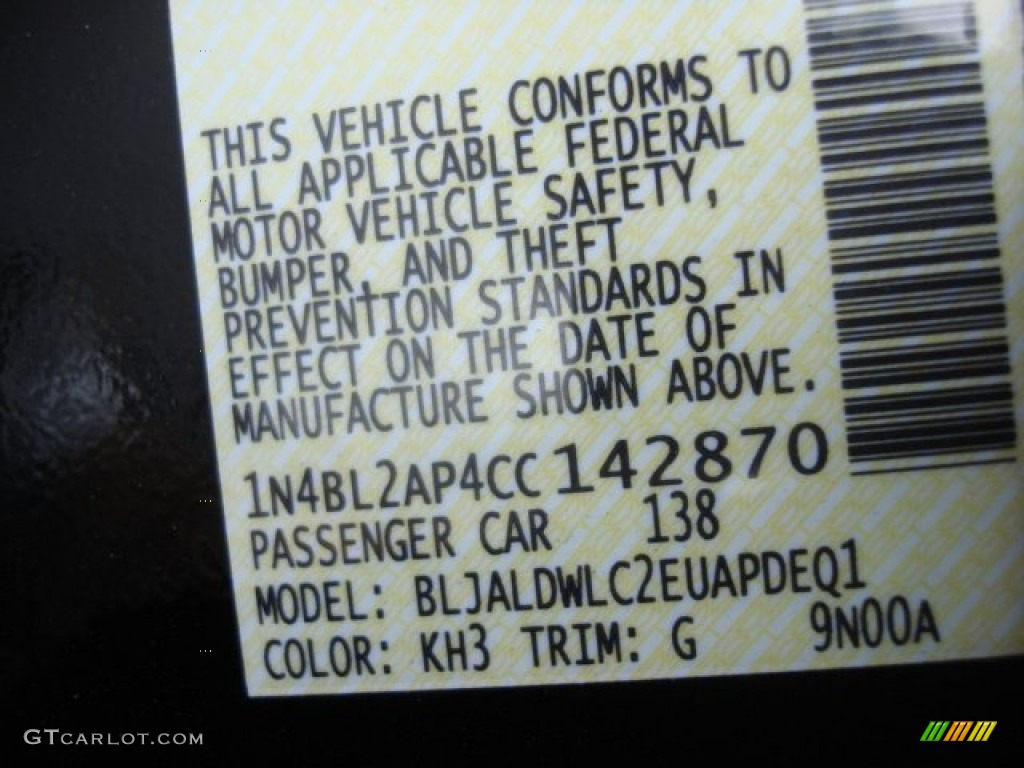 THIS VEHICLE CONFORMS TO
ALL APPLICABLE FEDERAL
MOTOR VEHICLE SAFETY,
BUMPER, AND THEFT
PREVENTION STANDARDS IN
EFFECT ON THE DATE OF
MANUFACTURE SHOWN ABOVE.
1N4BL2AP4CC142870
PASSENGER CAR 138
MODEL: BLJALDWLC2EUAPDEQ1
COLOR: KH3 TRIM: G 9N00A
GTCARLOT.COM